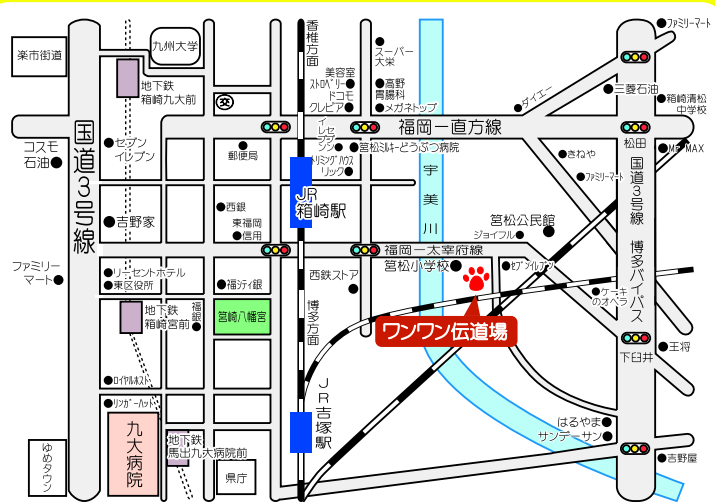 楽市街道
九州大学
地下鉄
箱崎九大前
コスモ
石油
国道3号線
セブン
イレブン
吉野家
ファミリー
マート
リーセントホテル
東区役所
地下鉄
箱崎宮前
ロイヤルホスト
リンガーハット
九大病院
ゆめタウン
地下鉄
馬出九大病院前
県庁
交
郵便局
西銀
東福岡
信用
福シティ銀
福銀
筥崎八幡宮
香椎方面
JR
箱崎駅
博多方面
JR吉塚駅
美容室
ストロベリー
ドコモ
クレピア
イレブン
セブン
トリミングハウス
リック
スーパー
大栄
高野
胃腸科
メガネトップ
筥松ミルキーどうぶつ病院
福岡一直方線
宇美川
福岡一太宰府線
西鉄ストア
筥松小学校
セブンイレブン
ジョイフル
筥松公民館
ワンワン伝道場
ダイエー
きねや
ファミリーマート
ファミリーマート
三菱石油
箱崎清松
中学校
松田
Mr MAX
国道3号線 博多バイパス
ケーキ
のオペラ
下臼井
王将
はるやま
サンデーサン
吉野屋